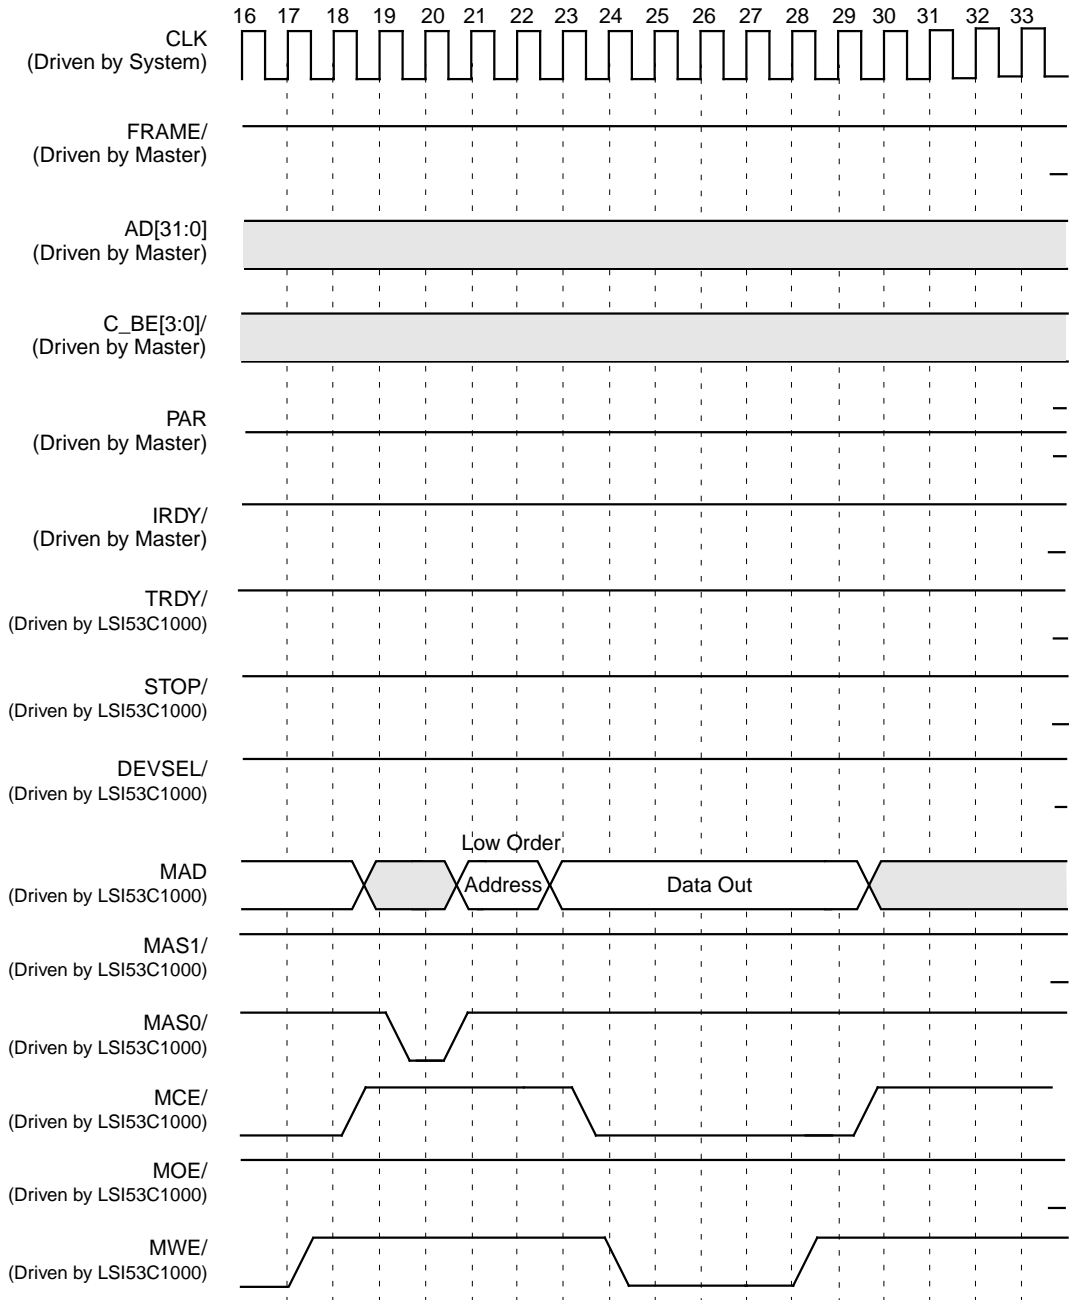 16 17 18 19 20 21 22 23 24 25 26 27 28 29 30 31 32 33
CLK
(Driven by System)
FRAME/
(Driven by Master)
AD[31:0]
(Driven by Master)
C_BE[3:0]/
(Driven by Master)
PAR
(Driven by Master)
IRDY/
(Driven by Master)
TRDY/
(Driven by LSI53C1000)
STOP/
(Driven by LSI53C1000)
DEVSEL/
(Driven by LSI53C1000)
Low Order
MAD
Address
Data Out
(Driven by LSI53C1000)
MAS1/
(Driven by LSI53C1000)
MAS0/
(Driven by LSI53C1000)
MCE/
(Driven by LSI53C1000)
MOE/
(Driven by LSI53C1000)
MWE/
(Driven by LSI53C1000)